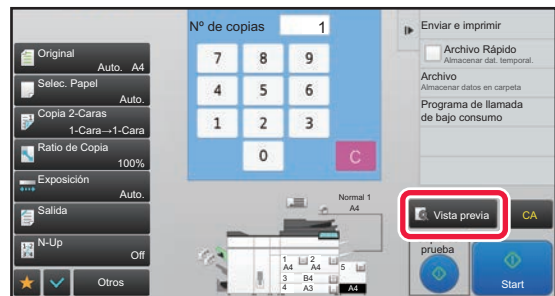 Nº de copias
1
Original
Auto. A4
Selec. Papel
Auto.
Copia 2-Caras
1-Cara→1-Cara
Ratio de Copia
100%
Exposición
Auto.
Salida
N-Up
Off
Otros
7 8 9
4 5 6
1 2 3
0 C
Normal 1
A4
1 2 5
A4 A4
3 B4
4 A3 A4
Enviar e imprimir
Archivo Rápido
Almacenar dat. temporal.
Archivo
Almacenar datos en carpeta
Programa de llamada
de bajo consumo
Vista previa
CA
prueba
Start